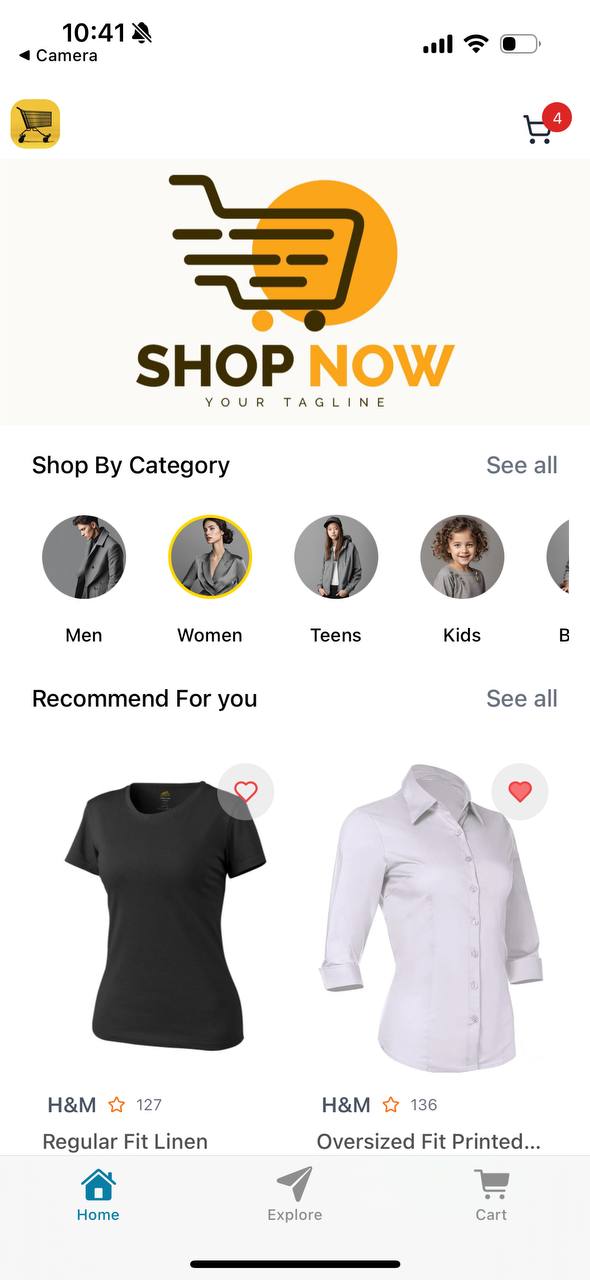 10:41
◀ Camera
4
SHOP NOW
YOUR TAGLINE
Shop By Category See all
Men Women Teens Kids B
Recommend For you See all
H&M 127 H&M 136
Regular Fit Linen Oversized Fit Printed...
Home Explore Cart